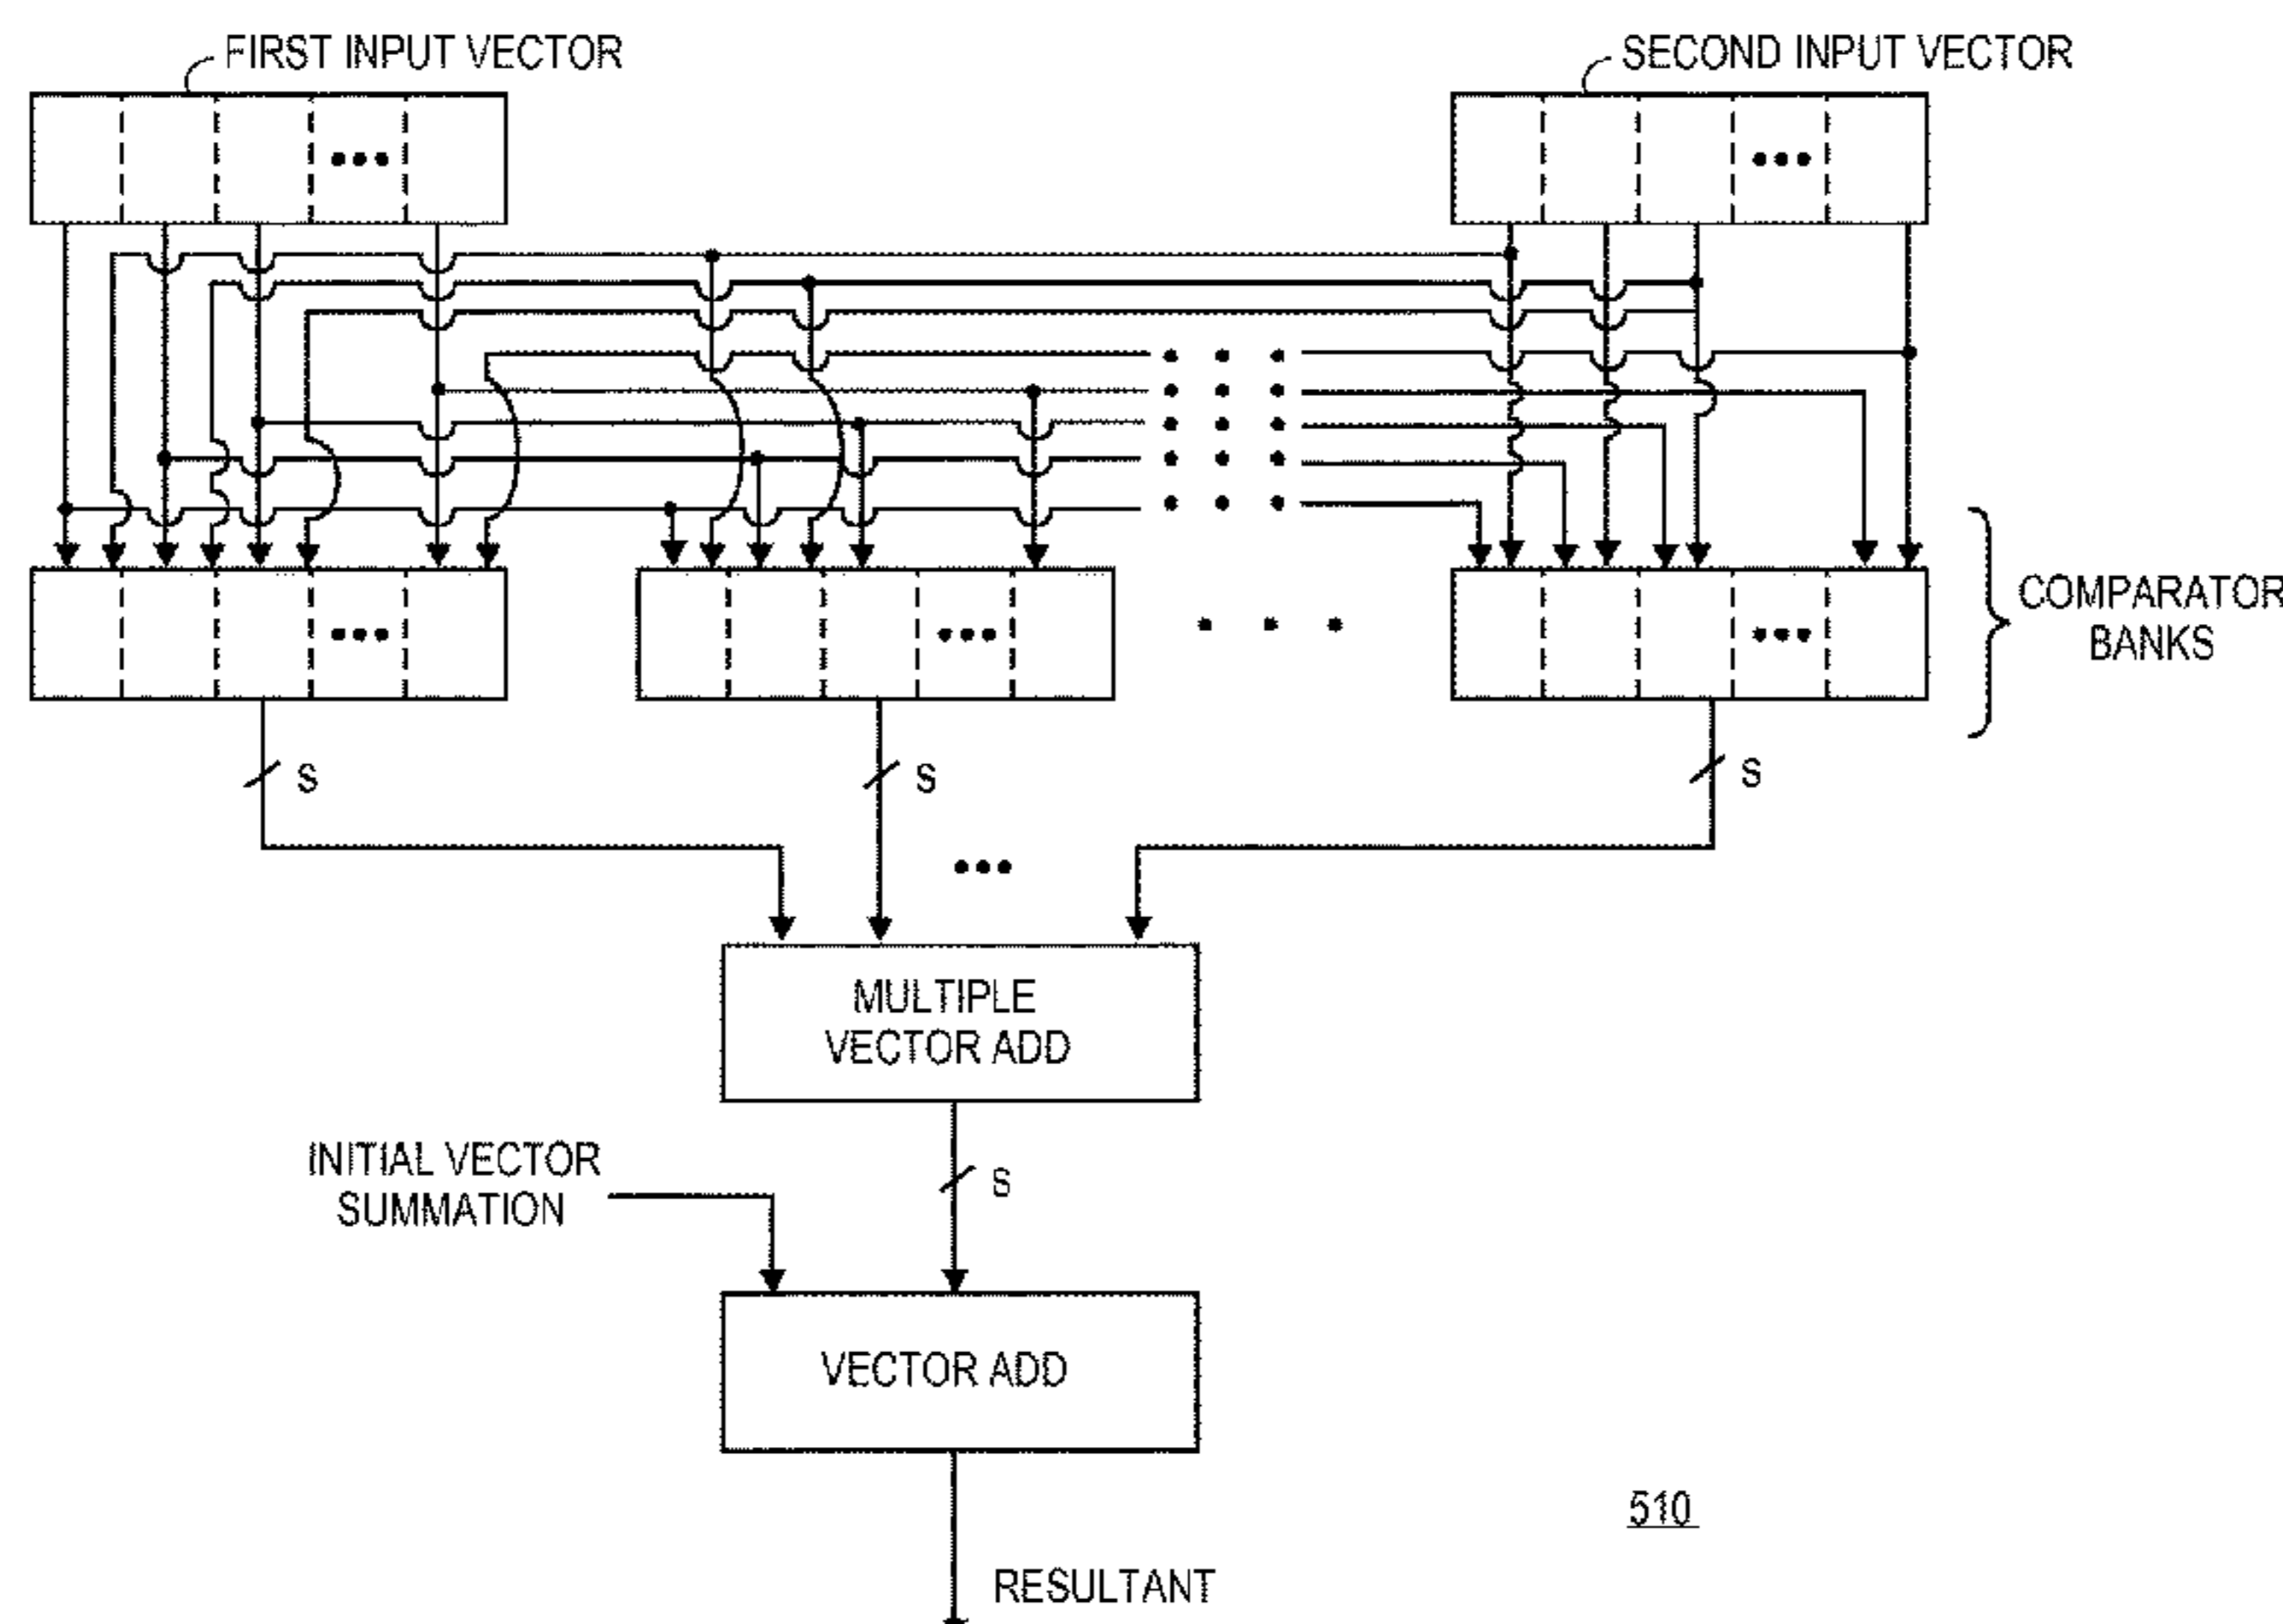 FIRST INPUT VECTOR
SECOND INPUT VECTOR
COMPARATOR
BANKS
S
S
S
MULTIPLE
VECTOR ADD
INITIAL VECTOR
SUMMATION
S
VECTOR ADD
510
RESULTANT